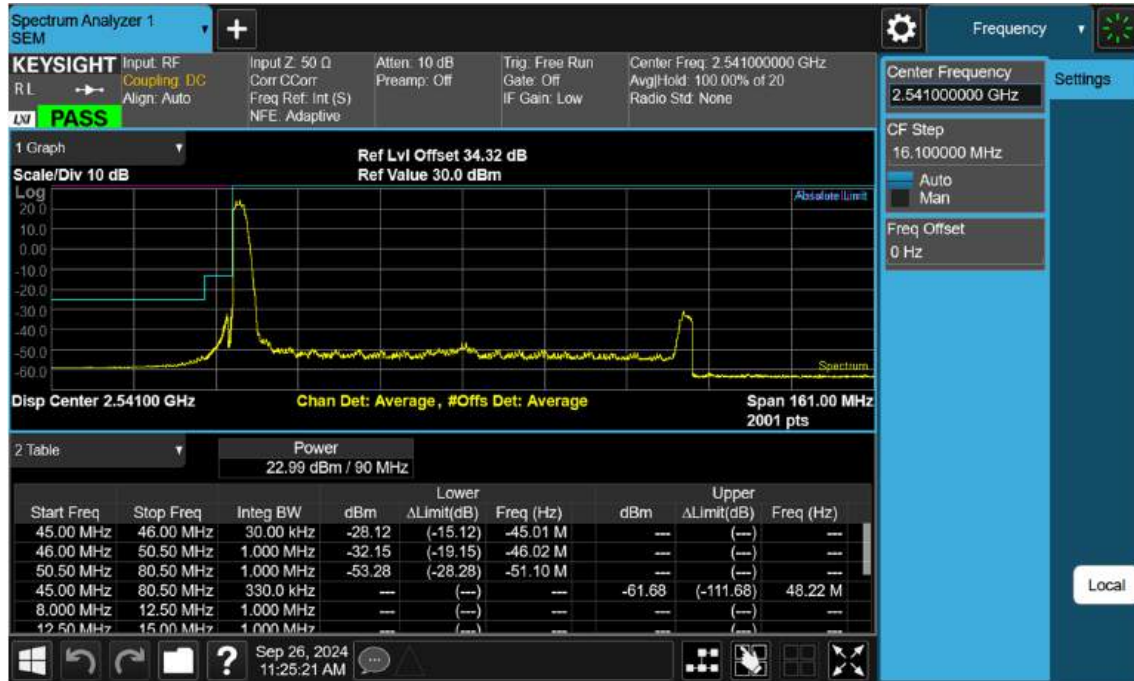 Spectrum Analyzer 1
SEM
Frequency
KEYSIGHT
R L
LXI PASS
Input: RF
Coupling: DC
Align: Auto
Input Z: 50 Ω
Corr CCorr
Freq Ref: Int (S)
NFE: Adaptive
Atten: 10 dB
Preamp: Off
Trig: Free Run
Gate: Off
IF Gain: Low
Center Freq: 2.541000000 GHz
Avg|Hold: 100.00% of 20
Radio Std: None
Center Frequency
2.541000000 GHz
Settings
CF Step
16.100000 MHz
Auto
Man
Freq Offset
0 Hz
Local
1 Graph
Scale/Div 10 dB
Ref Lvl Offset 34.32 dB
Ref Value 30.0 dBm
Log
Absolute Limit
20.0
10.0
0.00
-10.0
-20.0
-30.0
-40.0
-50.0
-60.0
Spectrum
Disp Center 2.54100 GHz
Chan Det: Average, #Offs Det: Average
Span 161.00 MHz
2001 pts
2 Table
Power
22.99 dBm / 90 MHz
Lower Upper
Start Freq Stop Freq Integ BW dBm ΔLimit(dB) Freq (Hz) dBm ΔLimit(dB) Freq (Hz)
45.00 MHz 46.00 MHz 30.00 kHz -28.12 (-15.12) -45.01 M --- (---) ---
46.00 MHz 50.50 MHz 1.000 MHz -32.15 (-19.15) -46.02 M --- (---) ---
50.50 MHz 80.50 MHz 1.000 MHz -53.28 (-28.28) -51.10 M --- (---) ---
45.00 MHz 80.50 MHz 330.0 kHz --- (---) --- -61.68 (-111.68) 48.22 M
8.000 MHz 12.50 MHz 1.000 MHz --- (---) --- --- (---) ---
12.50 MHz 15.00 MHz 1.000 MHz --- (---) --- --- (---) ---
Sep 26, 2024
11:25:21 AM